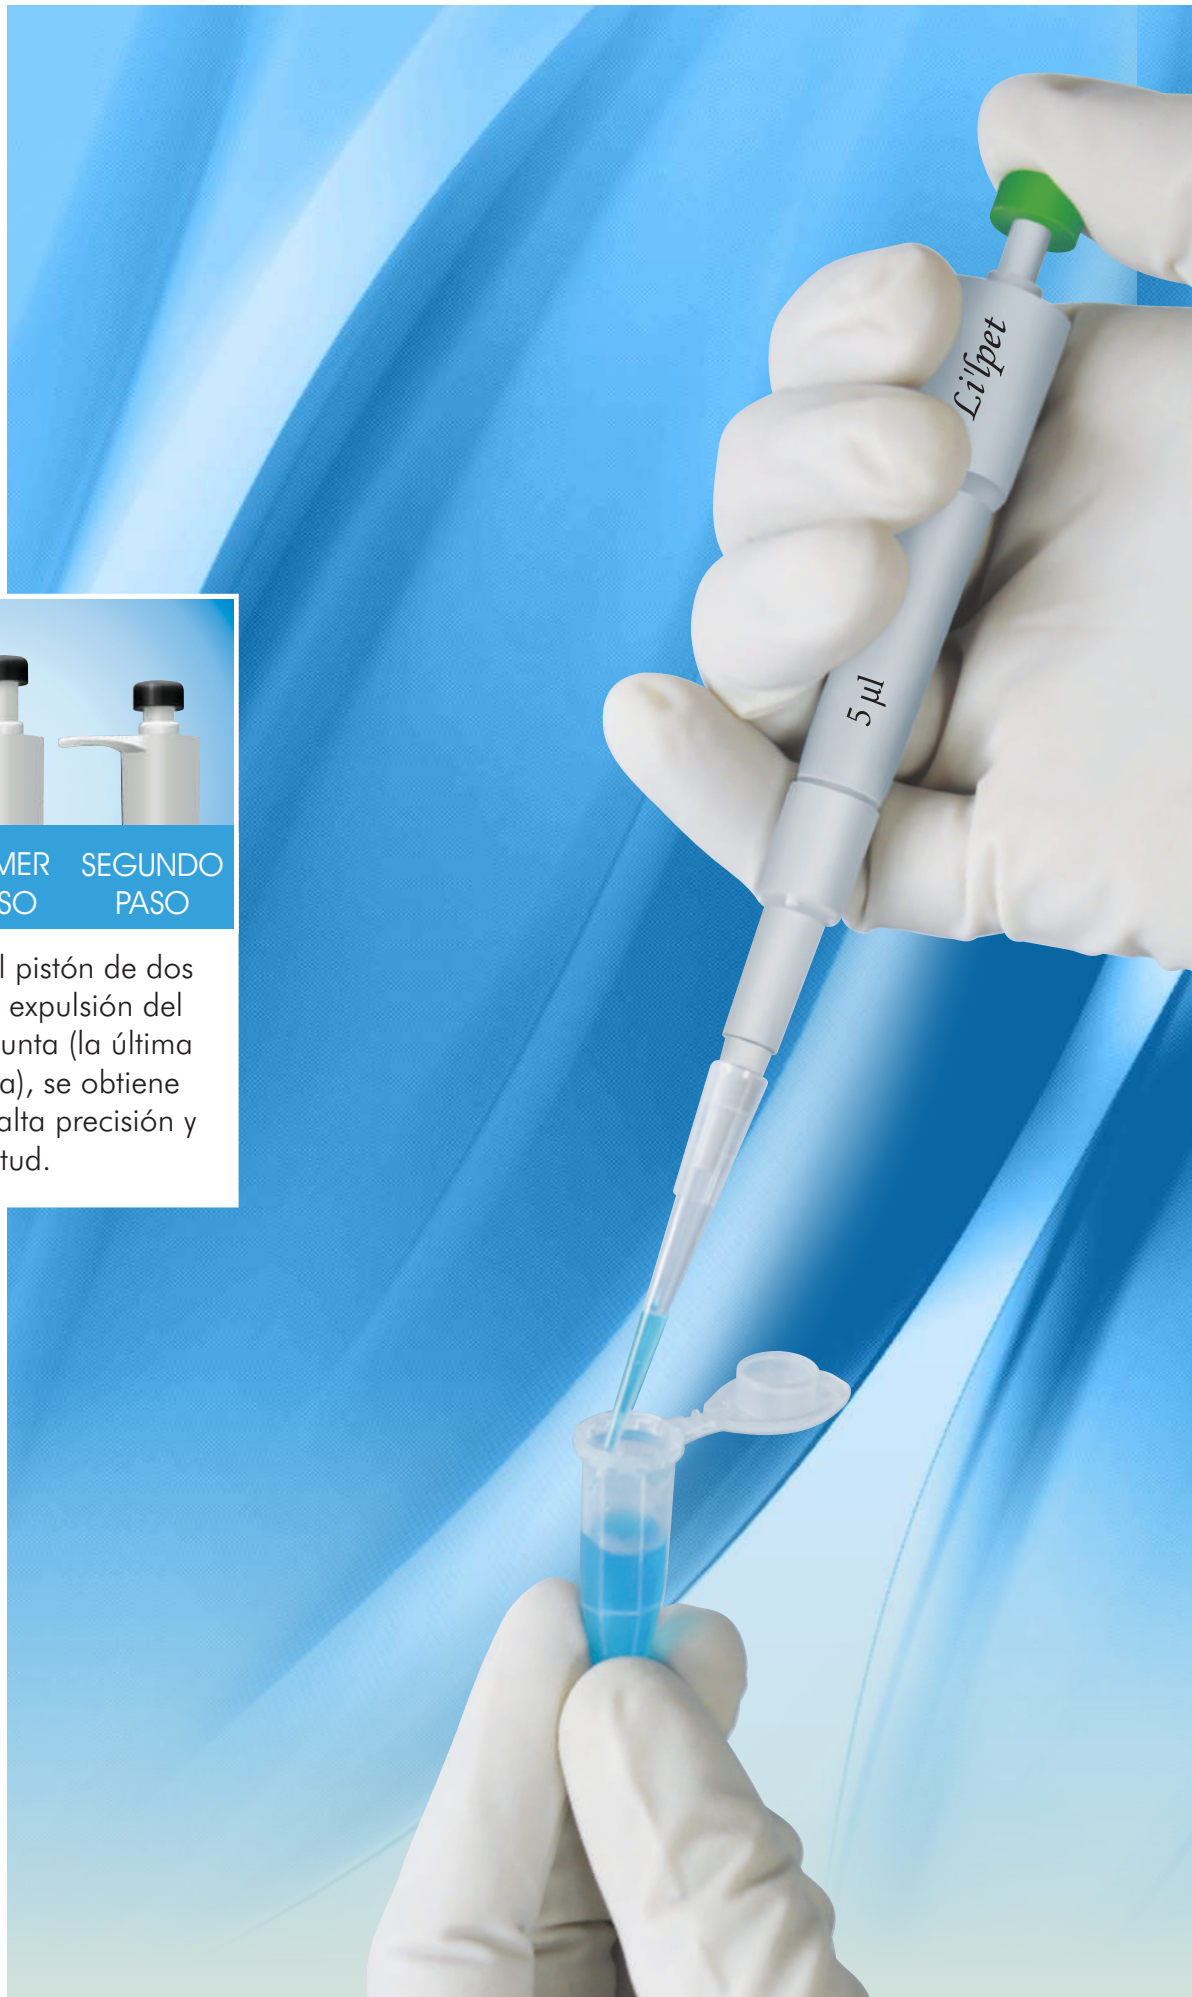 Li'lpet
5 µl
MER
SO
SEGUNDO
PASO
l pistón de dos
expulsión del
unta (la última
a), se obtiene
alta precisión y
tud.